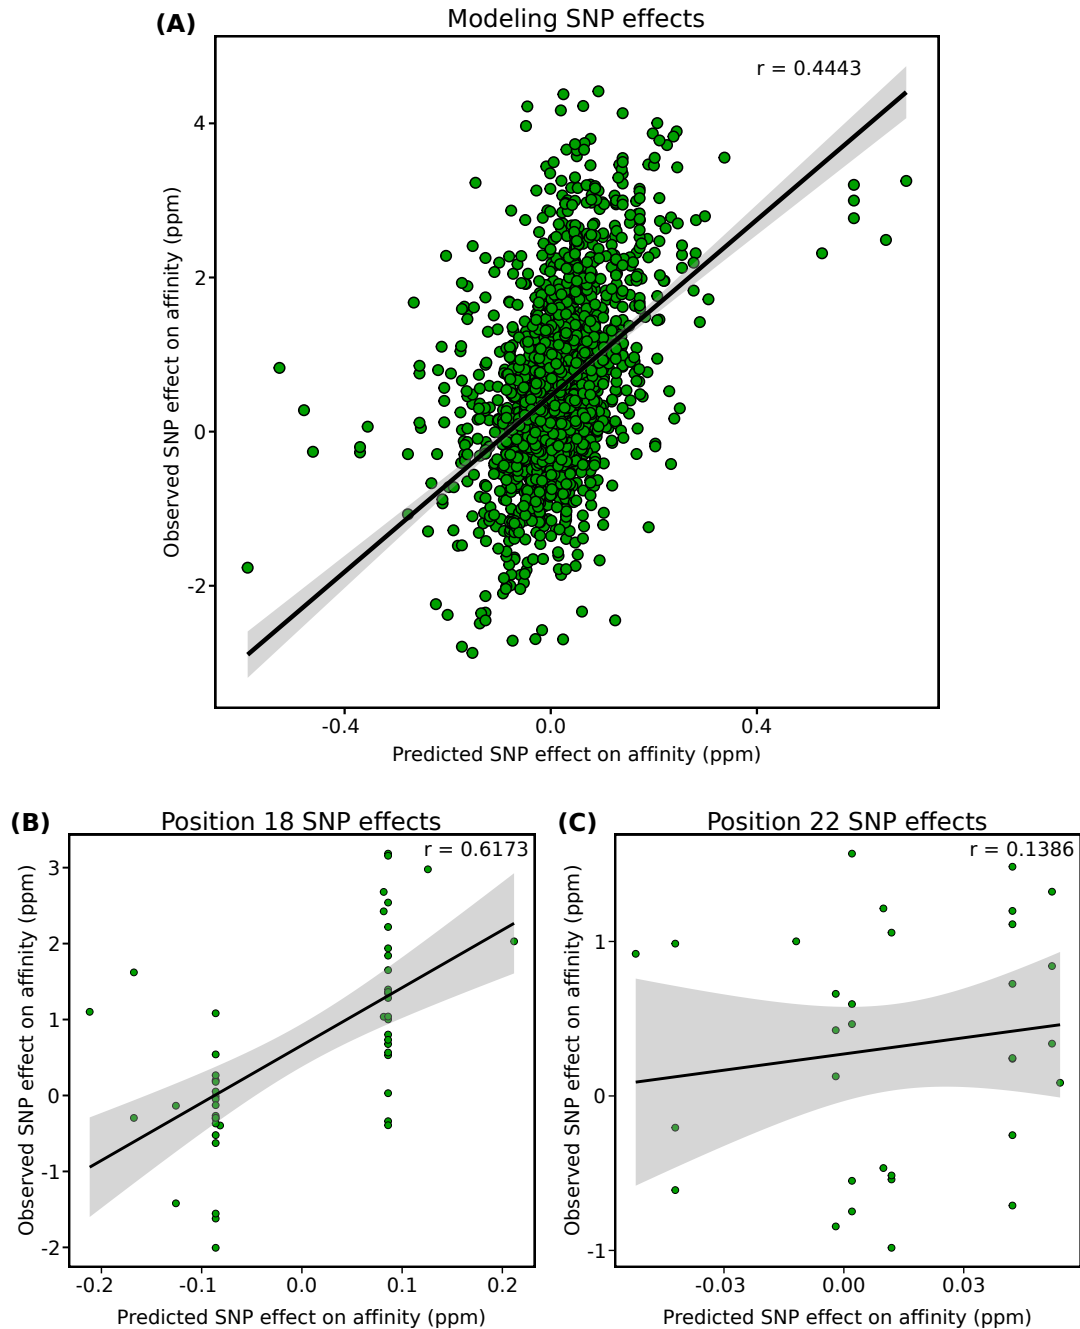 (A)
Modeling SNP effects
r = 0.4443
Observed SNP effect on affinity (ppm)
4
2
0
-2
-0.4
0.0
0.4
Predicted SNP effect on affinity (ppm)
(B)
Position 18 SNP effects
r = 0.6173
Observed SNP effect on affinity (ppm)
3
2
1
0
-1
-2
-0.2
-0.1
0.0
0.1
0.2
Predicted SNP effect on affinity (ppm)
(C)
Position 22 SNP effects
r = 0.1386
Observed SNP effect on affinity (ppm)
1
0
-1
-0.03
0.00
0.03
Predicted SNP effect on affinity (ppm)